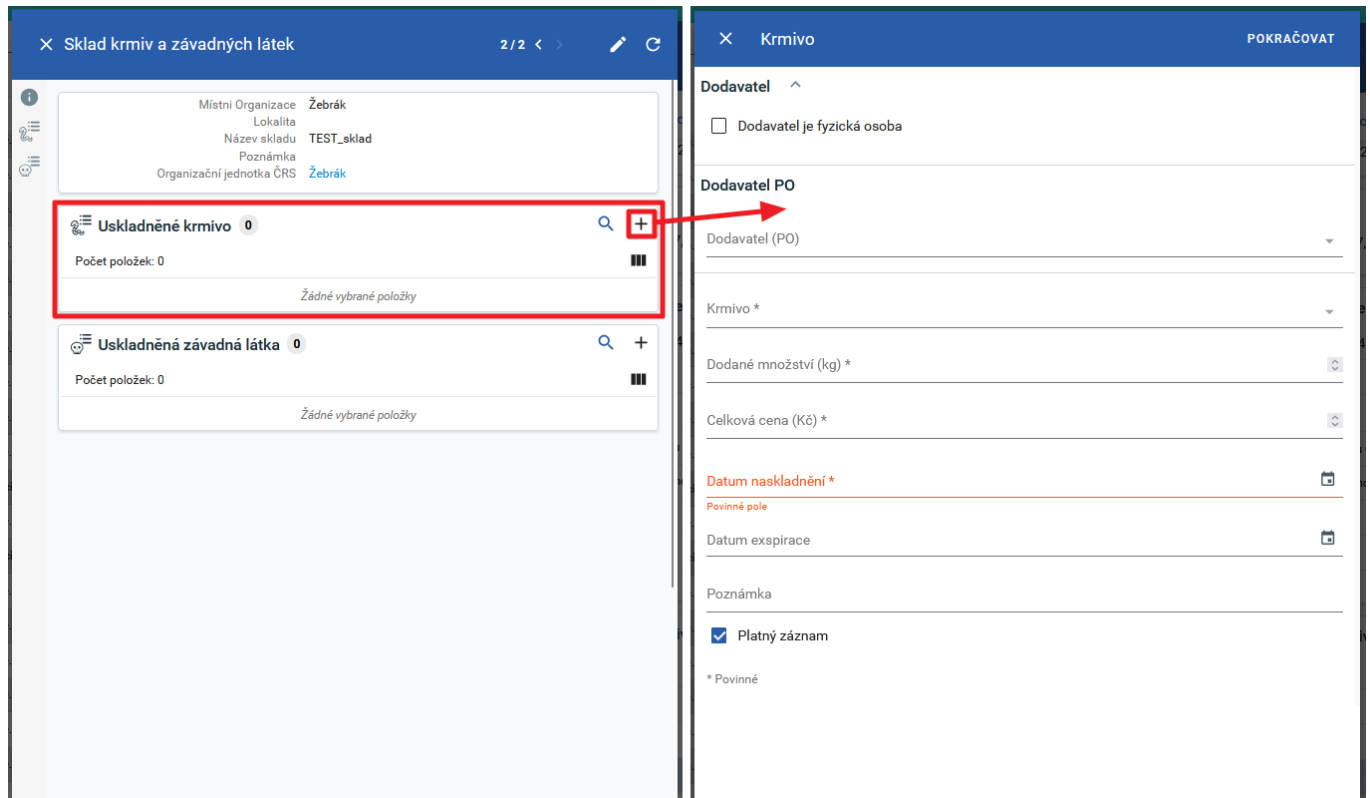 Sklad krmiv a závadných látek
2 / 2
Místni Organizace Žebrák
Lokalita
Název skladu TEST_sklad
Poznámka
Organizační jednotka ČRS Žebrák
Uskladněné krmivo 0
Počet položek: 0
Žádné vybrané položky
Uskladněná závadná látka 0
Počet položek: 0
Žádné vybrané položky
Krmivo
POKRAČOVAT
Dodavatel
Dodavatel je fyzická osoba
Dodavatel PO
Dodavatel (PO)
Krmivo *
Dodané množství (kg) *
Celková cena (Kč) *
Datum naskladnění *
Povinné pole
Datum exspirace
Poznámka
Platný záznam
* Povinné